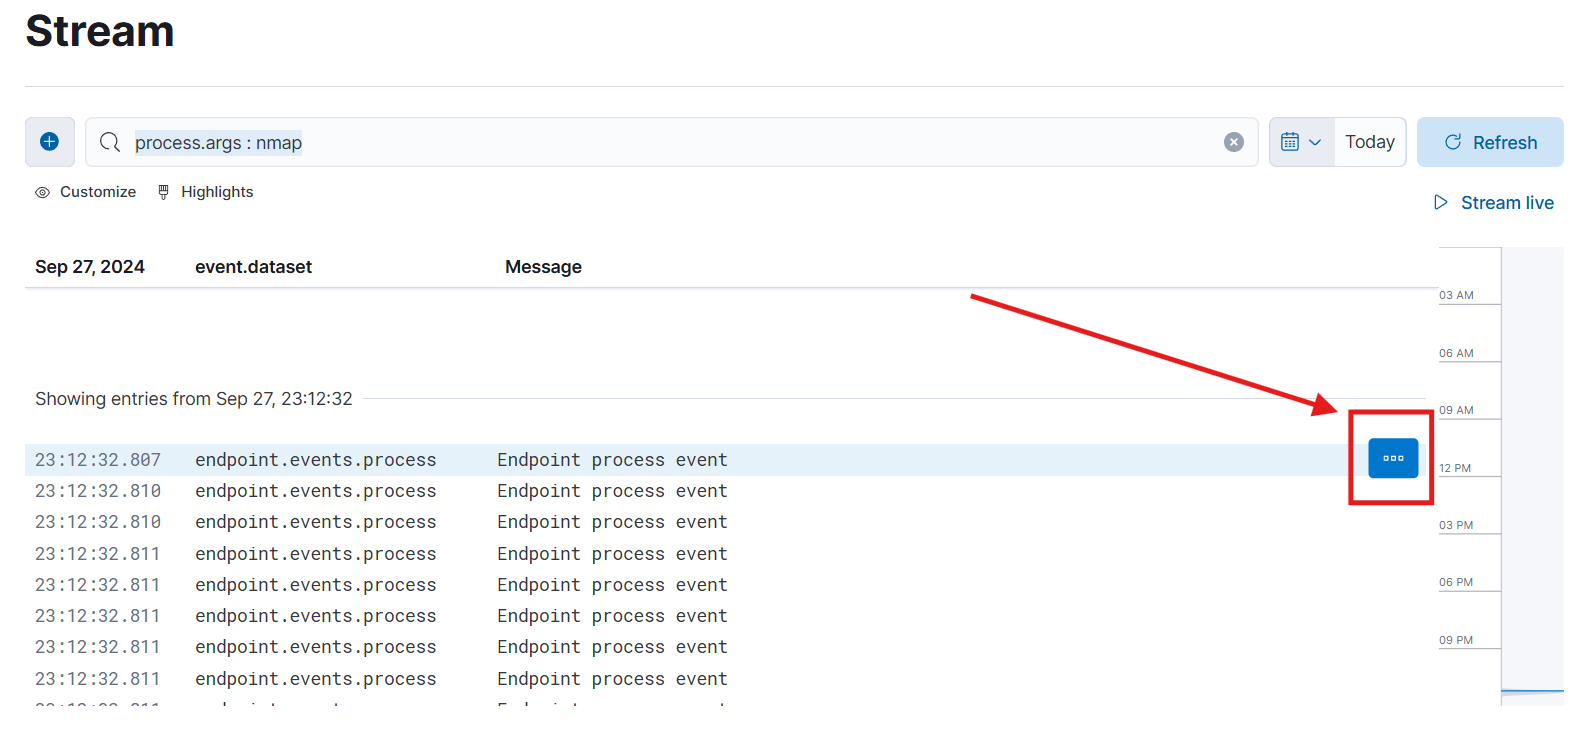 Stream
process.args : nmap
Today
Refresh
Customize
Highlights
Stream live
Sep 27, 2024 event.dataset Message
03 AM
06 AM
Showing entries from Sep 27, 23:12:32
09 AM
23:12:32.807 endpoint.events.process Endpoint process event
12 PM
23:12:32.810 endpoint.events.process Endpoint process event
23:12:32.810 endpoint.events.process Endpoint process event
03 PM
23:12:32.811 endpoint.events.process Endpoint process event
23:12:32.811 endpoint.events.process Endpoint process event
06 PM
23:12:32.811 endpoint.events.process Endpoint process event
23:12:32.811 endpoint.events.process Endpoint process event
09 PM
23:12:32.811 endpoint.events.process Endpoint process event